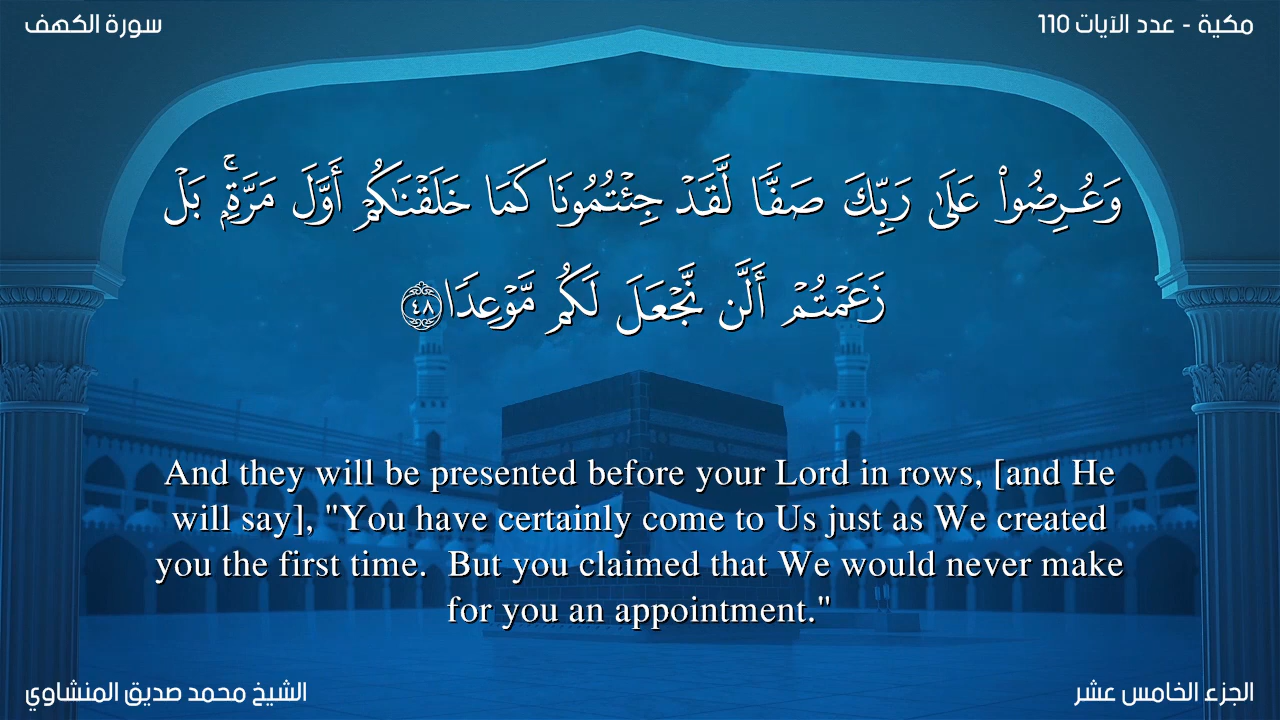 مكية - عدد الآيات 110
سورة الكهف
وَعُرِضُوا۟ عَلَىٰ رَبِّكَ صَفًّا لَّقَدْ جِئْتُمُونَا كَمَا خَلَقْنَـٰكُمْ أَوَّلَ مَرَّةٍۭ ۚ بَلْ
زَعَمْتُمْ أَلَّن نَّجْعَلَ لَكُم مَّوْعِدًا ٤٨
And they will be presented before your Lord in rows, [and He
will say], "You have certainly come to Us just as We created
you the first time.  But you claimed that We would never make
for you an appointment."
الجزء الخامس عشر
الشيخ محمد صديق المنشاوي